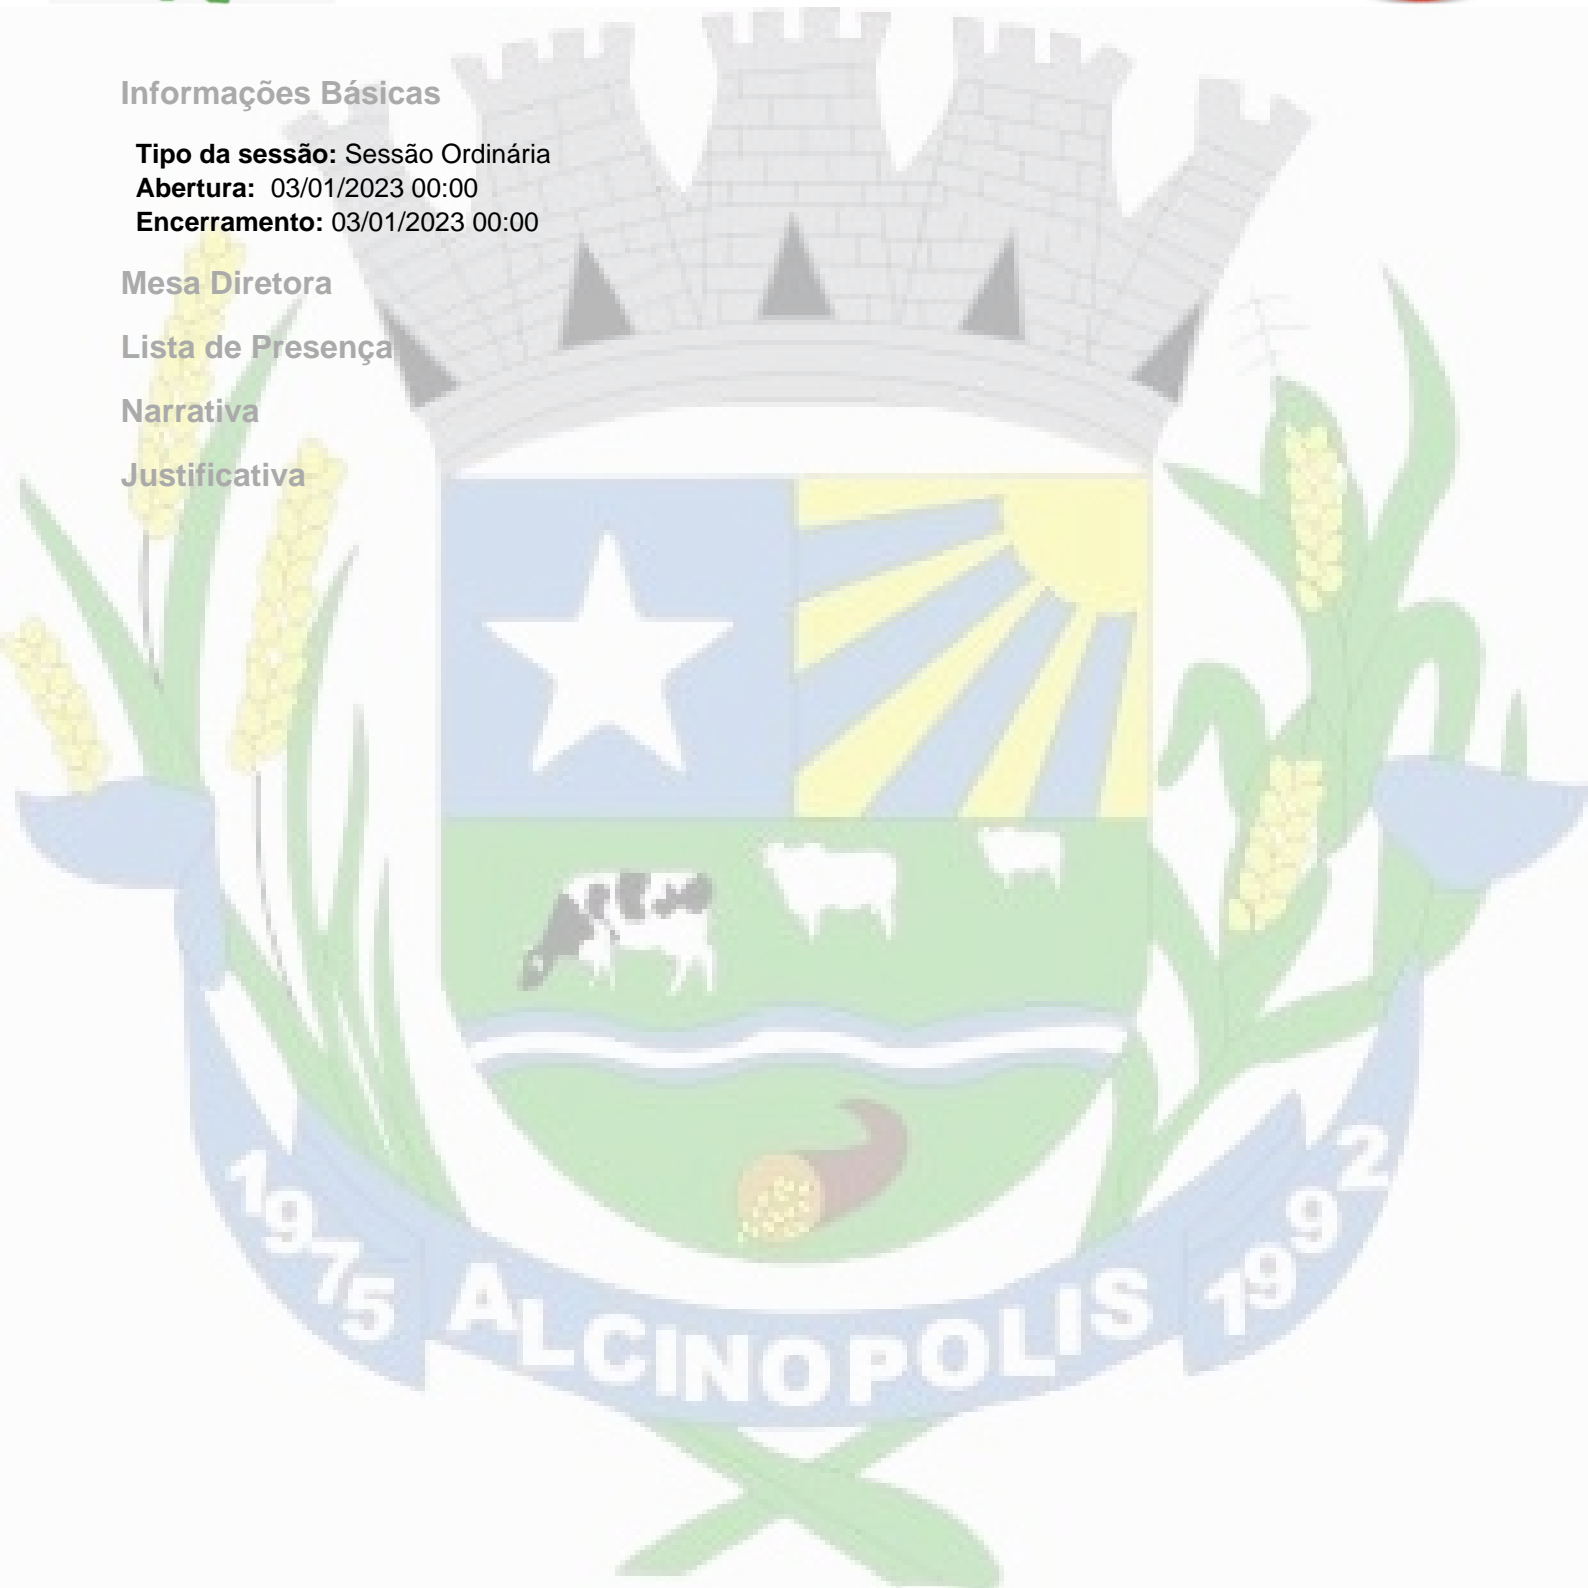 Informações Básicas
Tipo da sessão: Sessão Ordinária
Abertura: 03/01/2023 00:00
Encerramento: 03/01/2023 00:00
Mesa Diretora
Lista de Presença
Narrativa
Justificativa
1975 ALCINOPOLIS 1992